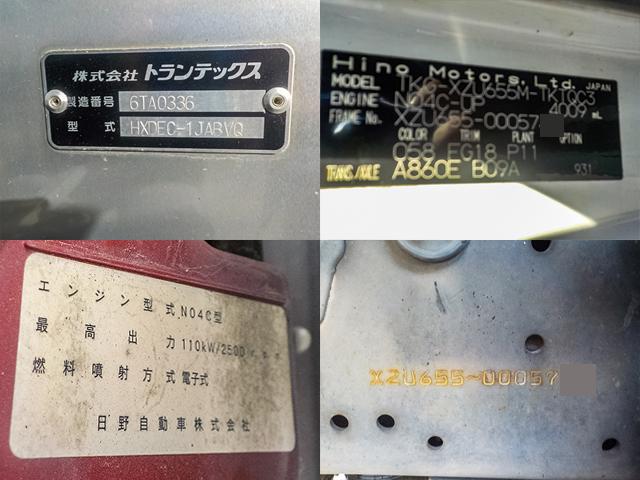 株式会社 トランテックス
製造番号 6TA0336
型式 HXDEC-1JABVQ
Hino Motors, Ltd. JAPAN
MODEL TKG-XZU655M-TKTQC3
ENGINE N04C-UP 4009 mL
FRAME No. XZU655-00057
COLOR TRIM PLANT OPTION
058 EG18 P11
TRANS/AXLE A860E B09A 931
エンジン型式 N04C型
最高出力 110kW/2500r.p.m
燃料噴射方式 電子式
日野自動車株式会社
XZU655-00057